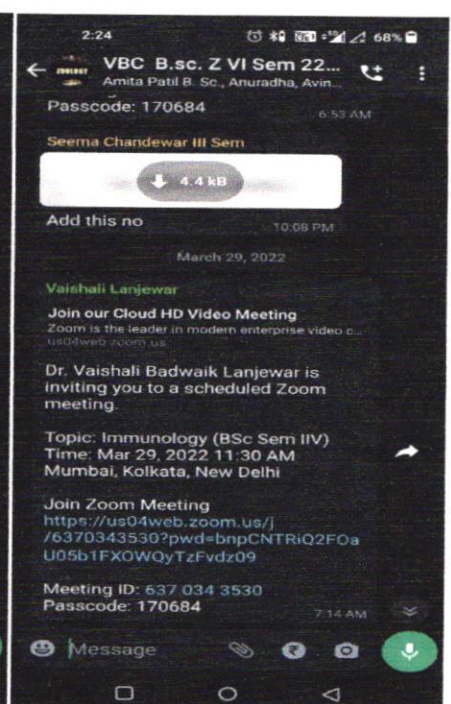 2:24 68%
VBC B.sc. Z VI Sem 22...
ZOOLOGY
Amita Patil B. Sc., Anuradha, Avin...
Passcode: 170684
6:53 AM
Seema Chandewar III Sem
4.4 kB
Add this no
10:08 PM
March 29, 2022
Vaishali Lanjewar
Join our Cloud HD Video Meeting
Zoom is the leader in modern enterprise video c...
us04web.zoom.us
Dr. Vaishali Badwaik Lanjewar is
inviting you to a scheduled Zoom
meeting.
Topic: Immunology (BSc Sem IIV)
Time: Mar 29, 2022 11:30 AM
Mumbai, Kolkata, New Delhi
Join Zoom Meeting
https://us04web.zoom.us/j
/6370343530?pwd=bnpCNTRiQ2FOa
U05b1FXOWQyTzFvdz09
Meeting ID: 637 034 3530
Passcode: 170684
7:14 AM
Message